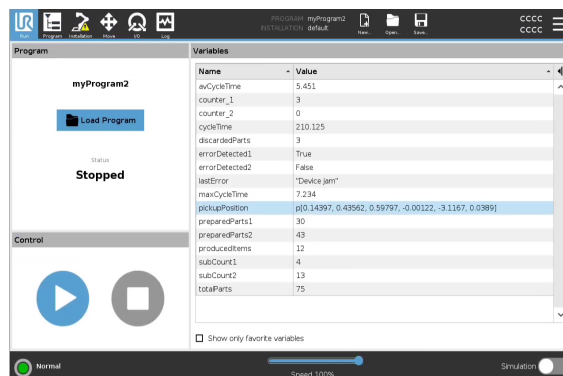 UR
PROGRAM myProgram2
INSTALLATION default
CCCC
CCCC
Run Program Installation Move I/O Log
New... Open... Save...
Program
myProgram2
Load Program
Status
Stopped
Control
Variables
Name Value
avCycleTime 5.451
counter_1 3
counter_2 0
cycleTime 210.125
discardedParts 3
errorDetected1 True
errorDetected2 False
lastError "Device jam"
maxCycleTime 7.234
pickupPosition p[0.14397, 0.43562, 0.59797, -0.00122, -3.1167, 0.0389]
preparedParts1 30
preparedParts2 43
producedItems 12
subCount1 4
subCount2 13
totalParts 75
Show only favorite variables
Normal
Speed 100%
Simulation